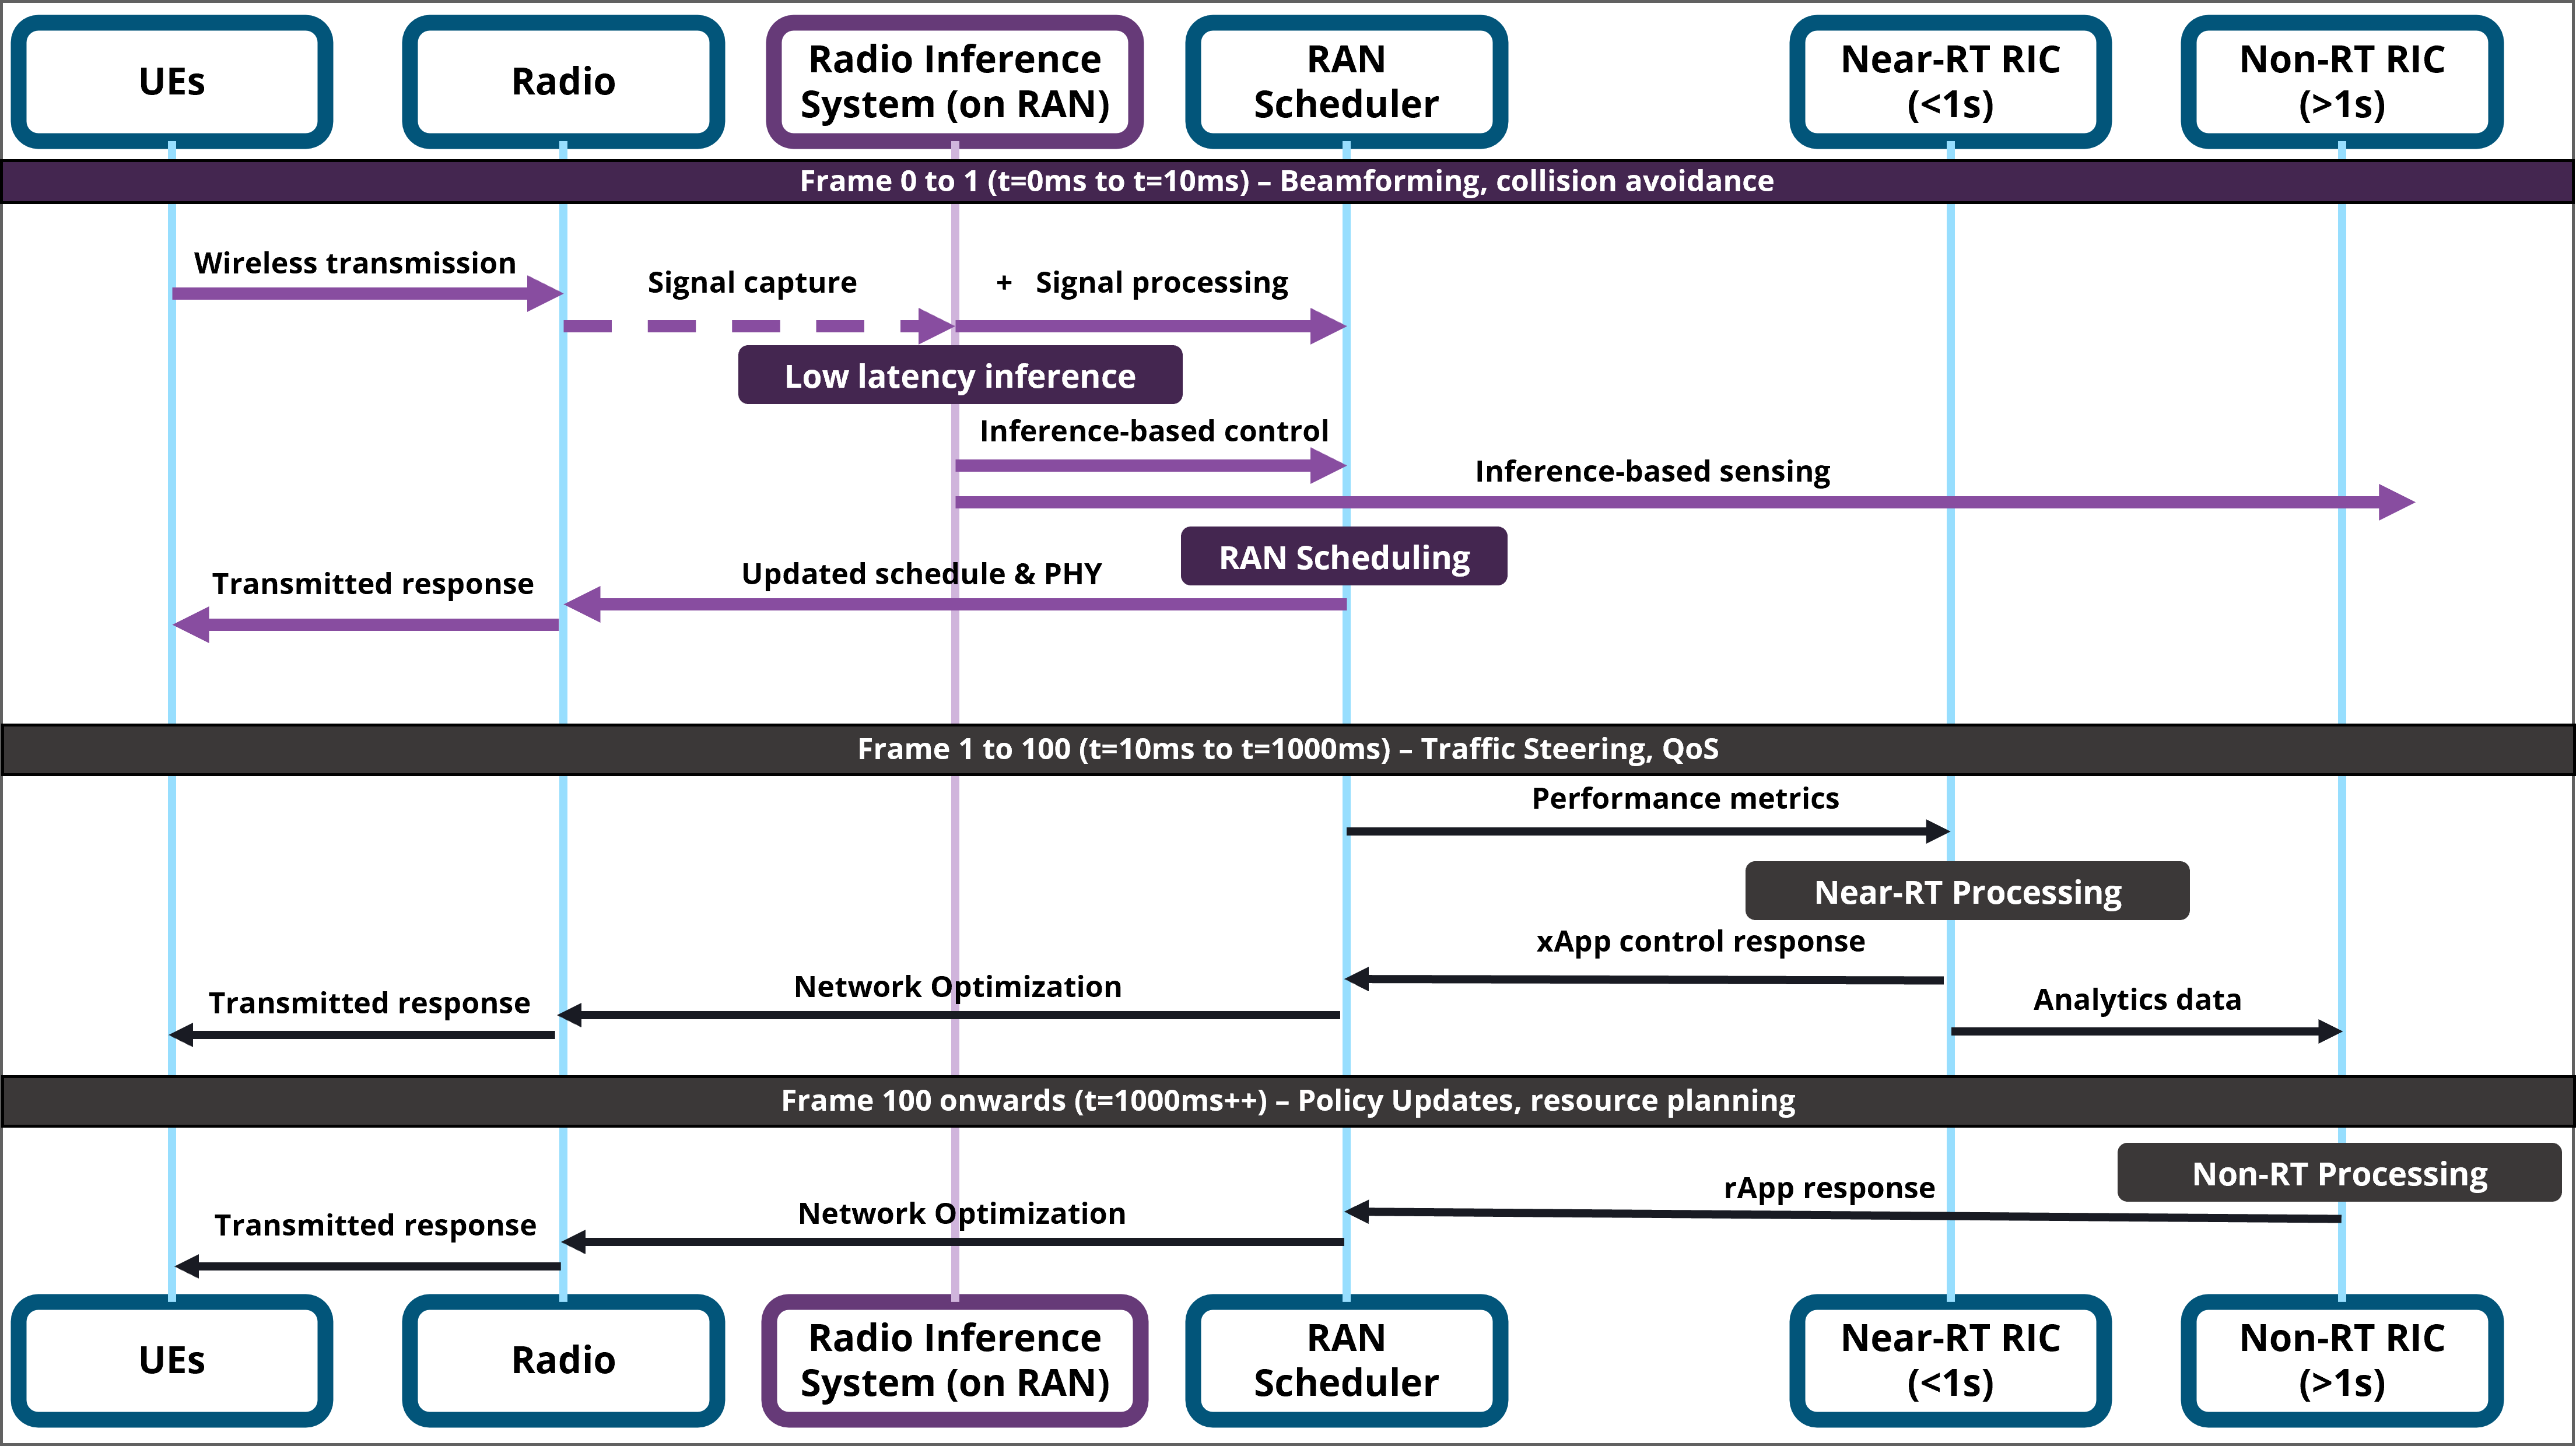 UEs
Radio
Radio Inference
System (on RAN)
RAN
Scheduler
Near-RT RIC
(<1s)
Non-RT RIC
(>1s)
Frame 0 to 1 (t=0ms to t=10ms) – Beamforming, collision avoidance
Wireless transmission
Signal capture
+ Signal processing
Low latency inference
Inference-based control
Inference-based sensing
RAN Scheduling
Updated schedule & PHY
Transmitted response
Frame 1 to 100 (t=10ms to t=1000ms) – Traffic Steering, QoS
Performance metrics
Near-RT Processing
xApp control response
Network Optimization
Transmitted response
Analytics data
Frame 100 onwards (t=1000ms++) – Policy Updates, resource planning
Non-RT Processing
rApp response
Network Optimization
Transmitted response
UEs
Radio
Radio Inference
System (on RAN)
RAN
Scheduler
Near-RT RIC
(<1s)
Non-RT RIC
(>1s)